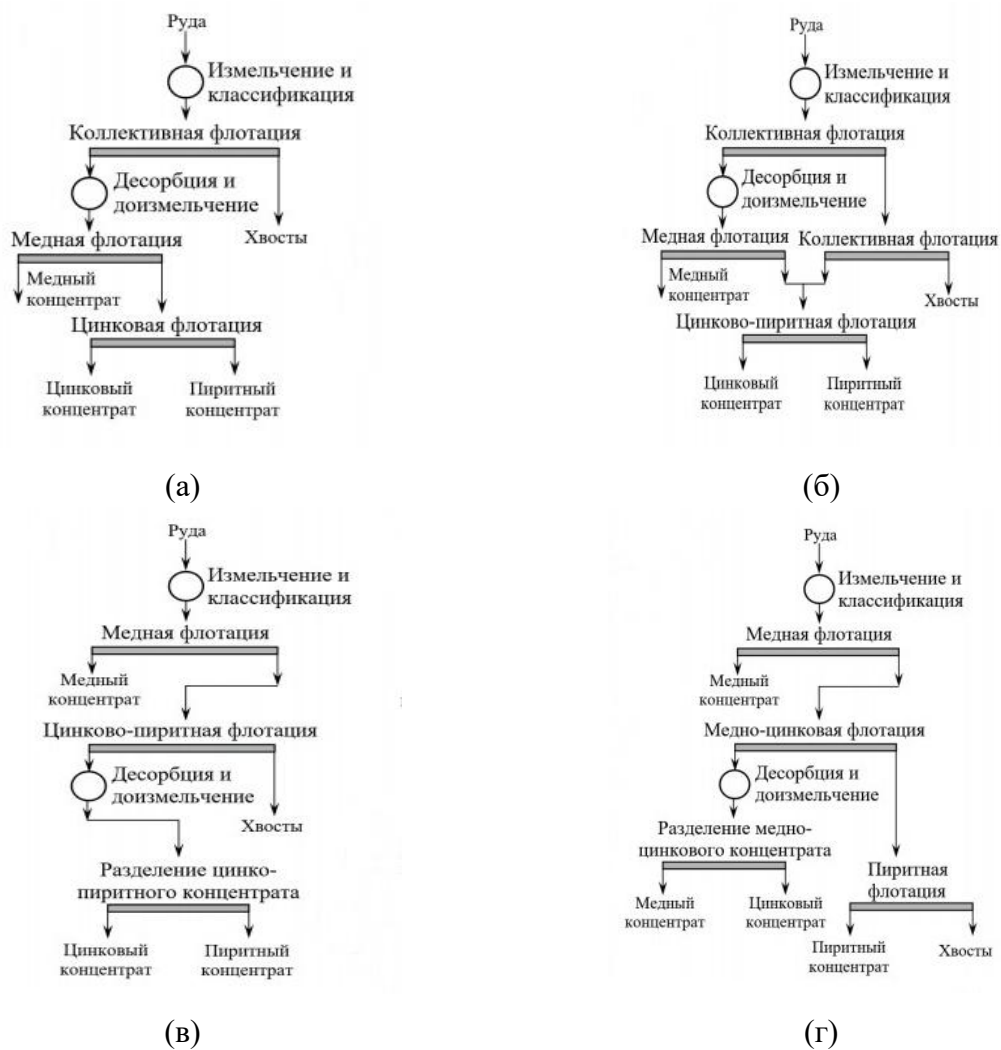 Руда
Измельчение и
классификация
Коллективная флотация
Десорбция и
доизмельчение
Медная флотация
Хвосты
Медный
концентрат
Цинковая флотация
Цинковый
концентрат
Пиритный
концентрат
(а)
Руда
Измельчение и
классификация
Коллективная флотация
Десорбция и
доизмельчение
Медная флотация
Коллективная флотация
Медный
концентрат
Хвосты
Цинково-пиритная флотация
Цинковый
концентрат
Пиритный
концентрат
(б)
Руда
Измельчение и
классификация
Медная флотация
Медный
концентрат
Цинково-пиритная флотация
Десорбция и
доизмельчение
Хвосты
Разделение цинко-
пиритного концентрата
Цинковый
концентрат
Пиритный
концентрат
(в)
Руда
Измельчение и
классификация
Медная флотация
Медный
концентрат
Медно-цинковая флотация
Десорбция и
доизмельчение
Разделение медно-
цинкового концентрата
Пиритная
флотация
Медный
концентрат
Цинковый
концентрат
Пиритный
концентрат
Хвосты
(г)